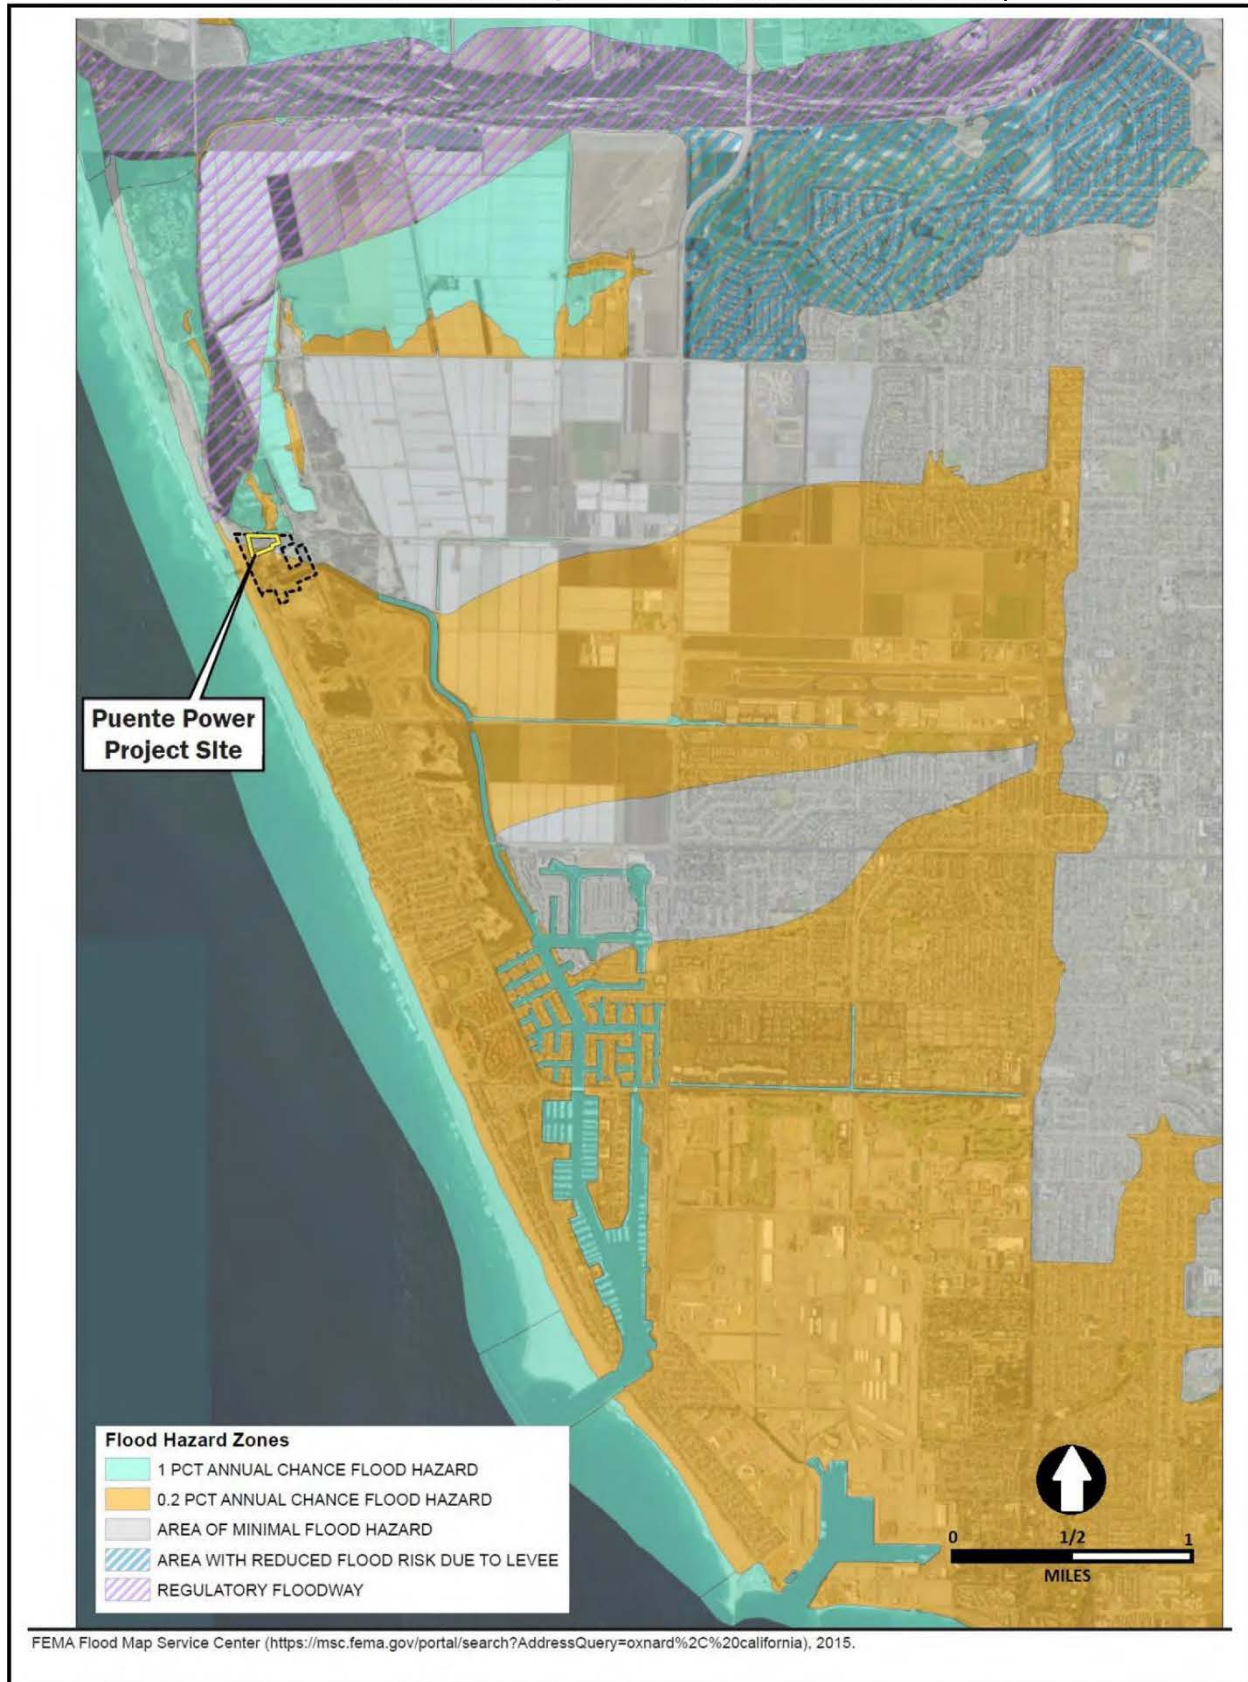 Puente Power
Project SIte
Flood Hazard Zones
1 PCT ANNUAL CHANCE FLOOD HAZARD
0.2 PCT ANNUAL CHANCE FLOOD HAZARD
AREA OF MINIMAL FLOOD HAZARD
AREA WITH REDUCED FLOOD RISK DUE TO LEVEE
REGULATORY FLOODWAY
0 1/2 1
MILES
FEMA Flood Map Service Center (https://msc.fema.gov/portal/search?AddressQuery=oxnard%2C%20california), 2015.